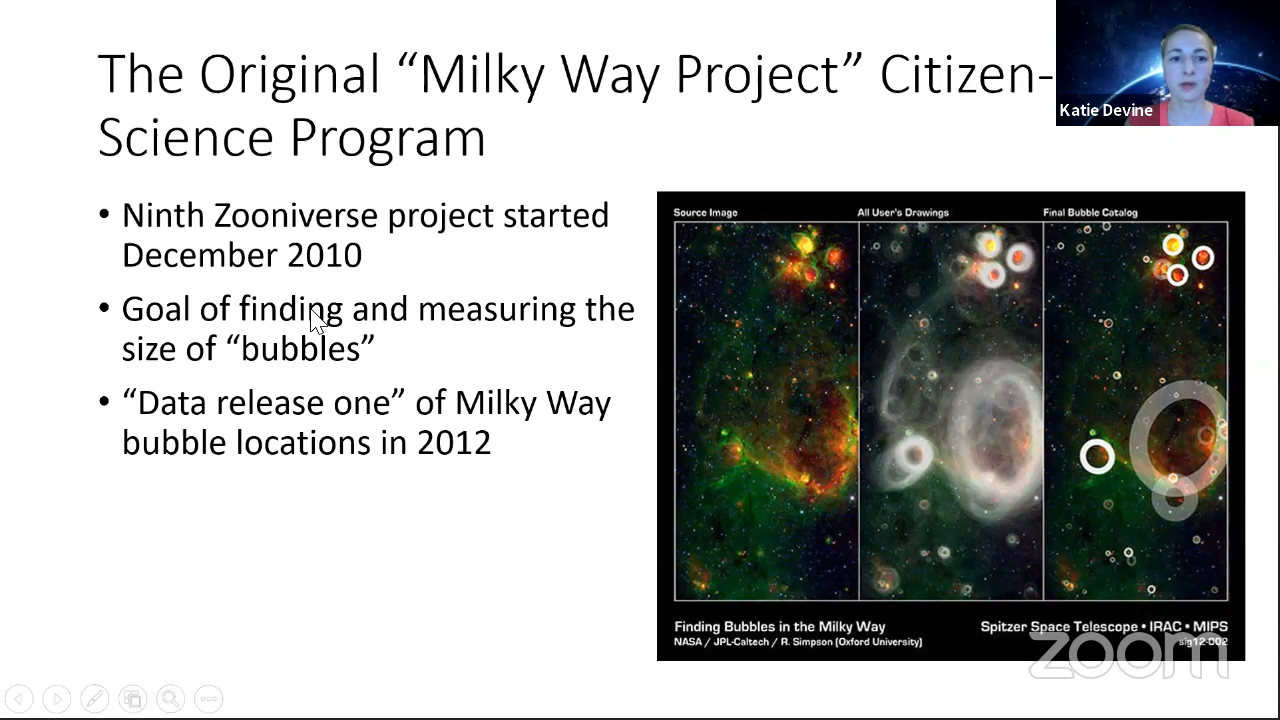 The Original “Milky Way Project” Citizen-
Science Program
Katie Devine
• Ninth Zooniverse project started
December 2010
• Goal of finding and measuring the
size of “bubbles”
• “Data release one” of Milky Way
bubble locations in 2012
Source Image
All User's Drawings
Final Bubble Catalog
Finding Bubbles in the Milky Way
NASA / JPL-Caltech / R. Simpson (Oxford University)
Spitzer Space Telescope • IRAC • MIPS
sig12-002
zoom